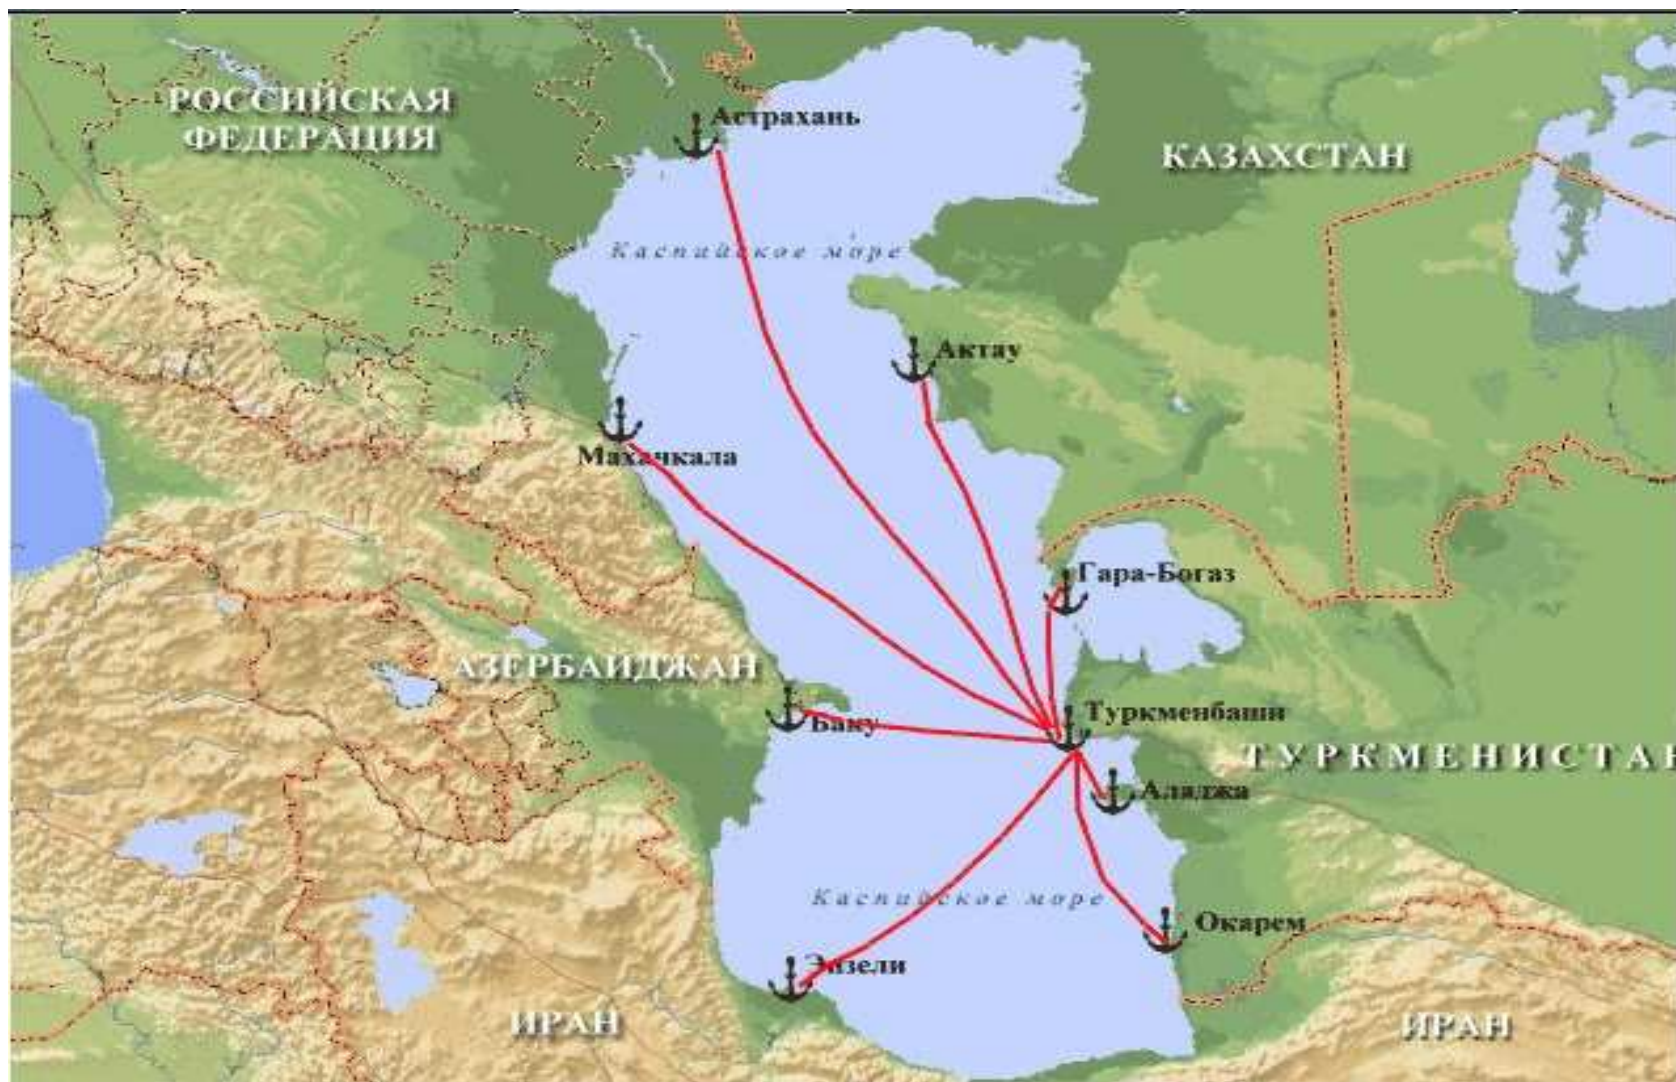 РОССИЙСКАЯ
ФЕДЕРАЦИЯ
Астрахань
КАЗАХСТАН
Каспийское море
Актау
Махачкала
Гара-Богаз
АЗЕРБАЙДЖАН
Баку
Туркменбаши
ТУРКМЕНИСТАН
Аладжа
Каспийское море
Окарем
Энзели
ИРАН
ИРАН